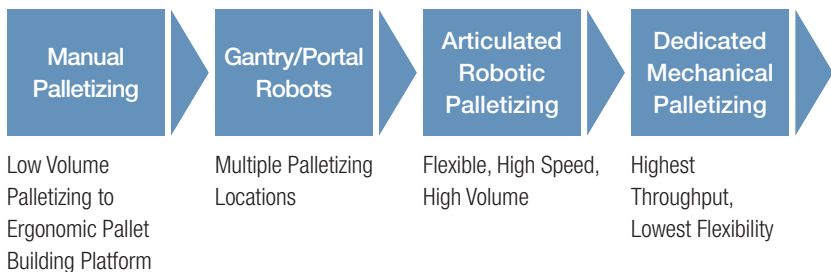 Manual
Palletizing
Gantry/Portal
Robots
Articulated
Robotic
Palletizing
Dedicated
Mechanical
Palletizing
Low Volume
Palletizing to
Ergonomic Pallet
Building Platform
Multiple Palletizing
Locations
Flexible, High Speed,
High Volume
Highest
Throughput,
Lowest Flexibility